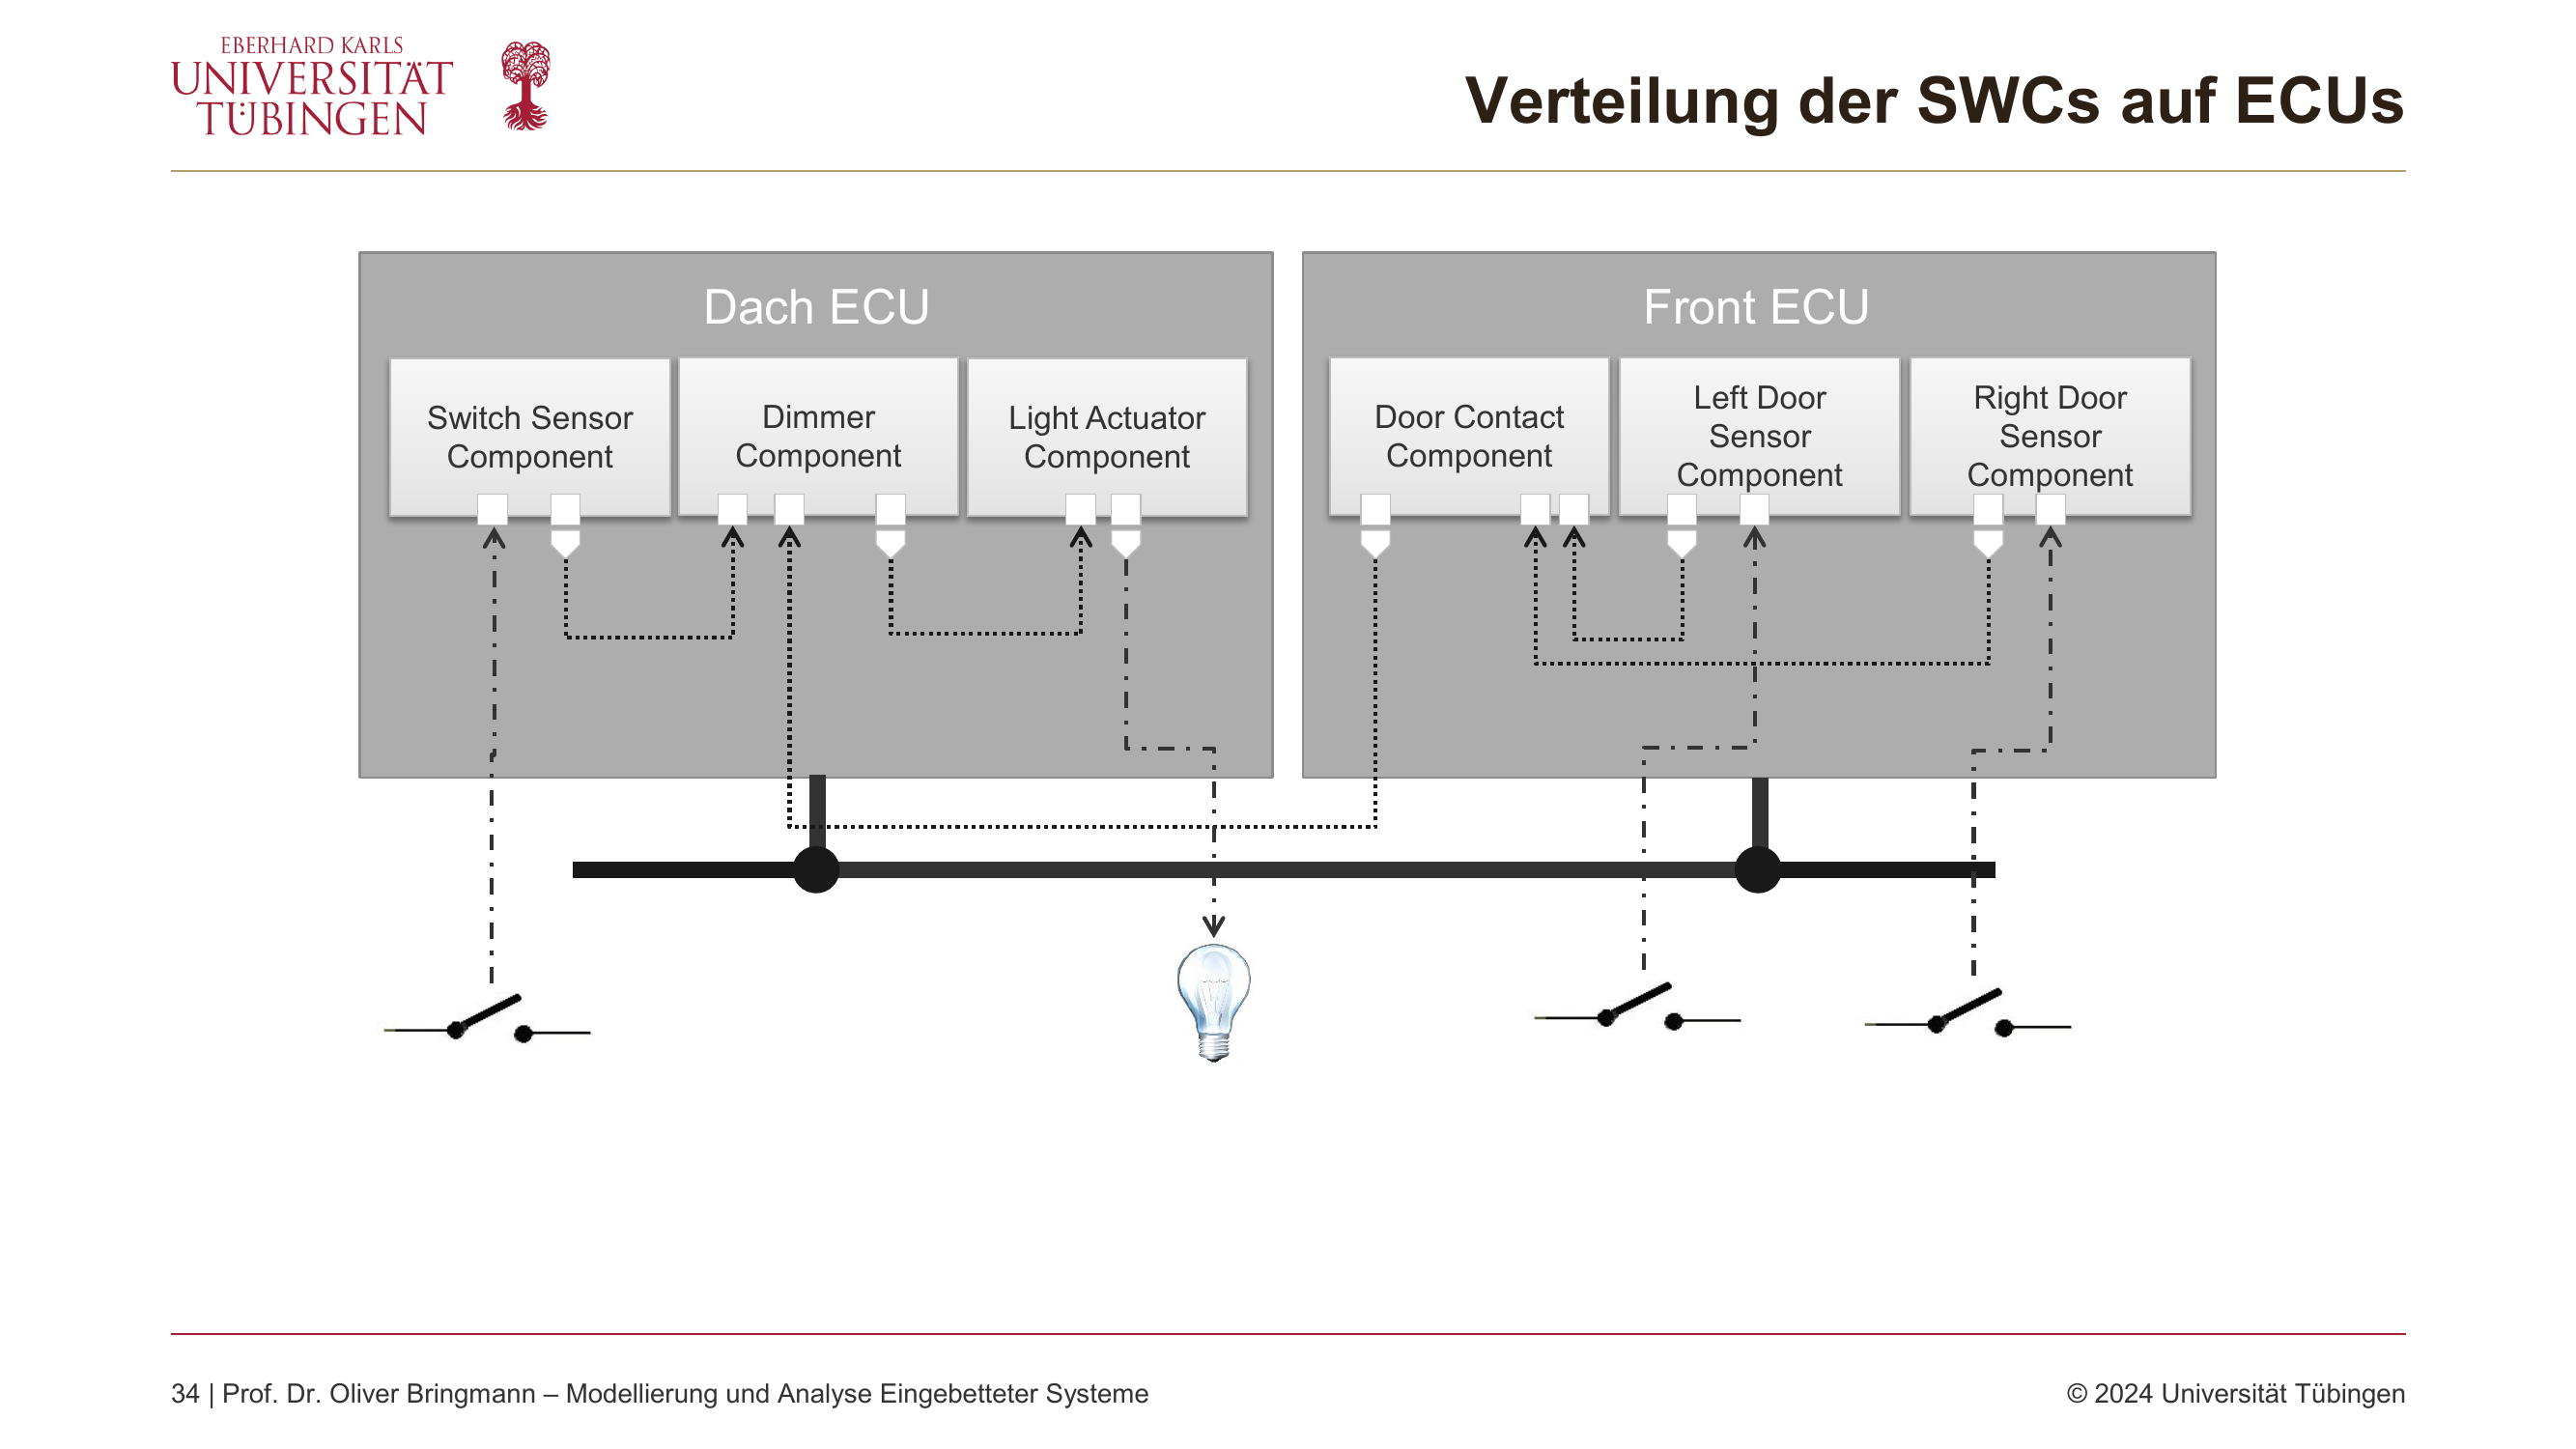 EBERHARD KARLS
UNIVERSITÄT
TÜBINGEN
Verteilung der SWCs auf ECUs
Dach ECU
Switch Sensor
Component
Dimmer
Component
Light Actuator
Component
Front ECU
Door Contact
Component
Left Door
Sensor
Component
Right Door
Sensor
Component
34 | Prof. Dr. Oliver Bringmann – Modellierung und Analyse Eingebetteter Systeme
© 2024 Universität Tübingen